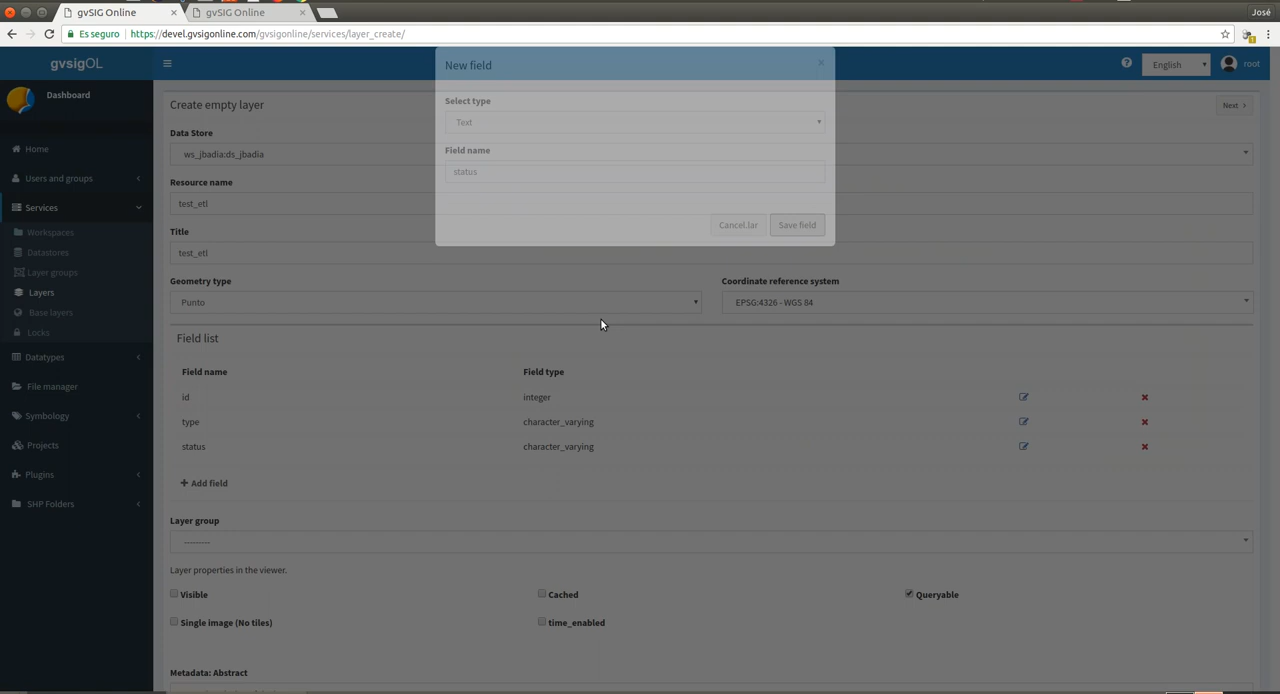 gvSIG Online
gvSIG Online
José
Es seguro https://devel.gvsigonline.com/gvsigonline/services/layer_create/
gvsigOL
English
root
Dashboard
Home
Users and groups
Services
Workspaces
Datastores
Layer groups
Layers
Base layers
Locks
Datatypes
File manager
Symbology
Projects
Plugins
SHP Folders
New field
Select type
Text
Field name
status
Cancel.lar
Save field
Create empty layer
Next
Data Store
ws_jbadia:ds_jbadia
Resource name
test_etl
Title
test_etl
Geometry type
Coordinate reference system
Punto
EPSG:4326 - WGS 84
Field list
Field name Field type
id integer
type character_varying
status character_varying
Add field
Layer group
---------
Layer properties in the viewer.
Visible Cached Queryable
Single image (No tiles) time_enabled
Metadata: Abstract